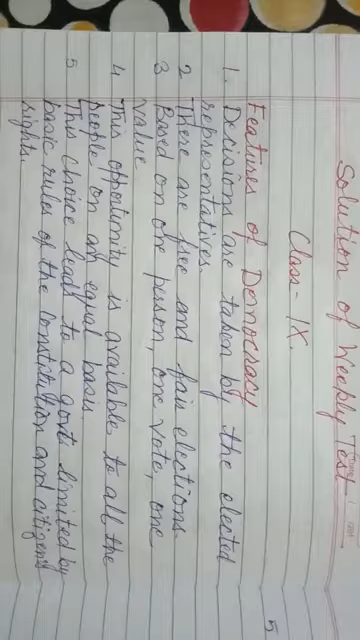 Solution of Weekly Test
Class - IX.
5
Features of Democracy
1. Decisions are taken by the elected
representatives.
2 There are free and fair elections.
3 Based on one person, one vote, one
value
4 This opportunity is available to all the
people on an equal basis
5 This choice leads to a govt. limited by
basic rules of the constitution and citizens
rights.